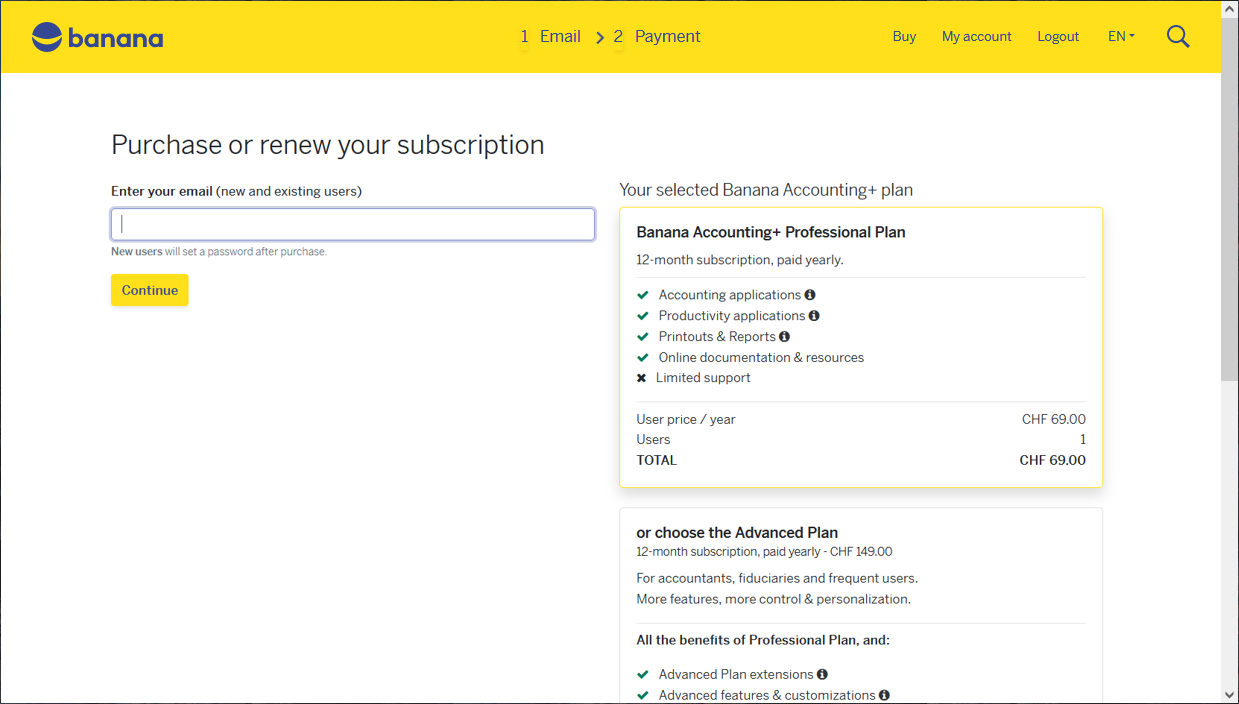 banana
1 Email 2 Payment
Buy My account Logout EN
Purchase or renew your subscription
Enter your email (new and existing users)
New users will set a password after purchase.
Continue
Your selected Banana Accounting+ plan
Banana Accounting+ Professional Plan
12-month subscription, paid yearly.
Accounting applications
Productivity applications
Printouts & Reports
Online documentation & resources
Limited support
User price / year CHF 69.00
Users 1
TOTAL CHF 69.00
or choose the Advanced Plan
12-month subscription, paid yearly - CHF 149.00
For accountants, fiduciaries and frequent users.
More features, more control & personalization.
All the benefits of Professional Plan, and:
Advanced Plan extensions
Advanced features & customizations